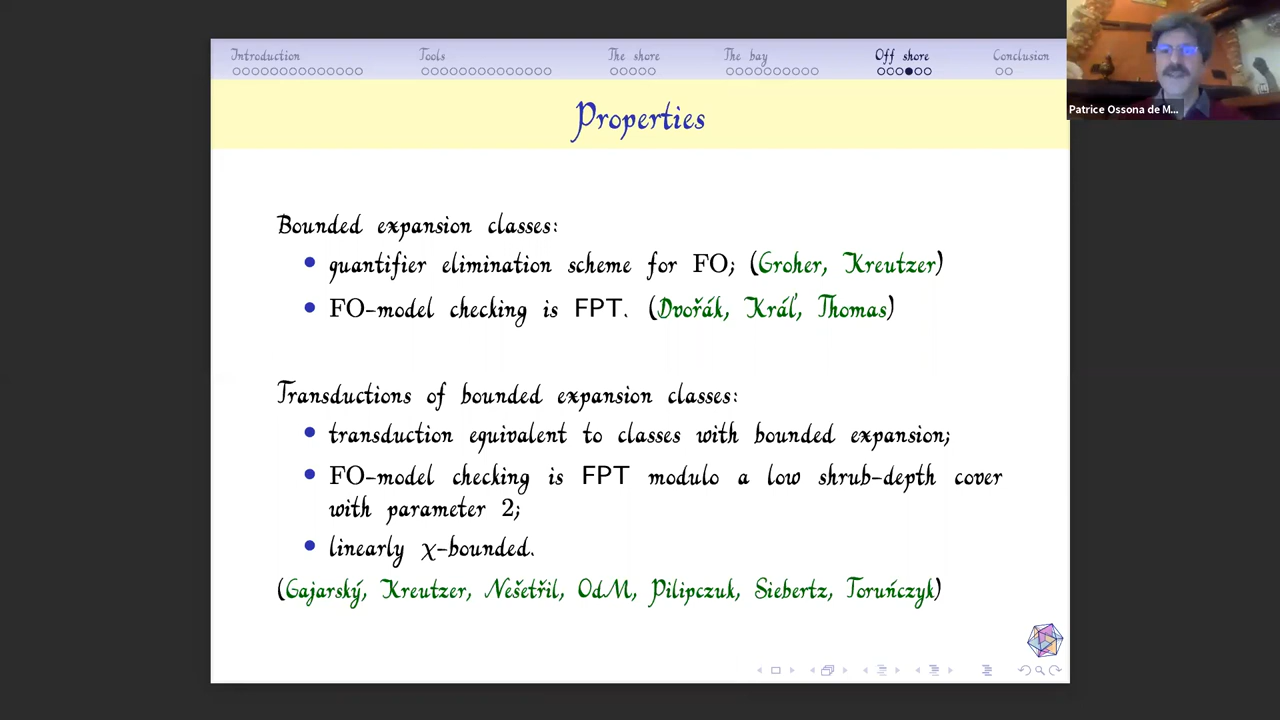 Introduction Tools The shore The bay Off shore Conclusion
Patrice Ossona de M...
Properties
Bounded expansion classes:
• quantifier elimination scheme for FO; (Groher, Kreutzer)
• FO-model checking is FPT. (Dvořák, Kráľ, Thomas)
Transductions of bounded expansion classes:
• transduction equivalent to classes with bounded expansion;
• FO-model checking is FPT modulo a low shrub-depth cover
with parameter 2;
• linearly χ-bounded.
(Gajarský, Kreutzer, Nešetřil, OdM, Pilipczuk, Siebertz, Toruńczyk)